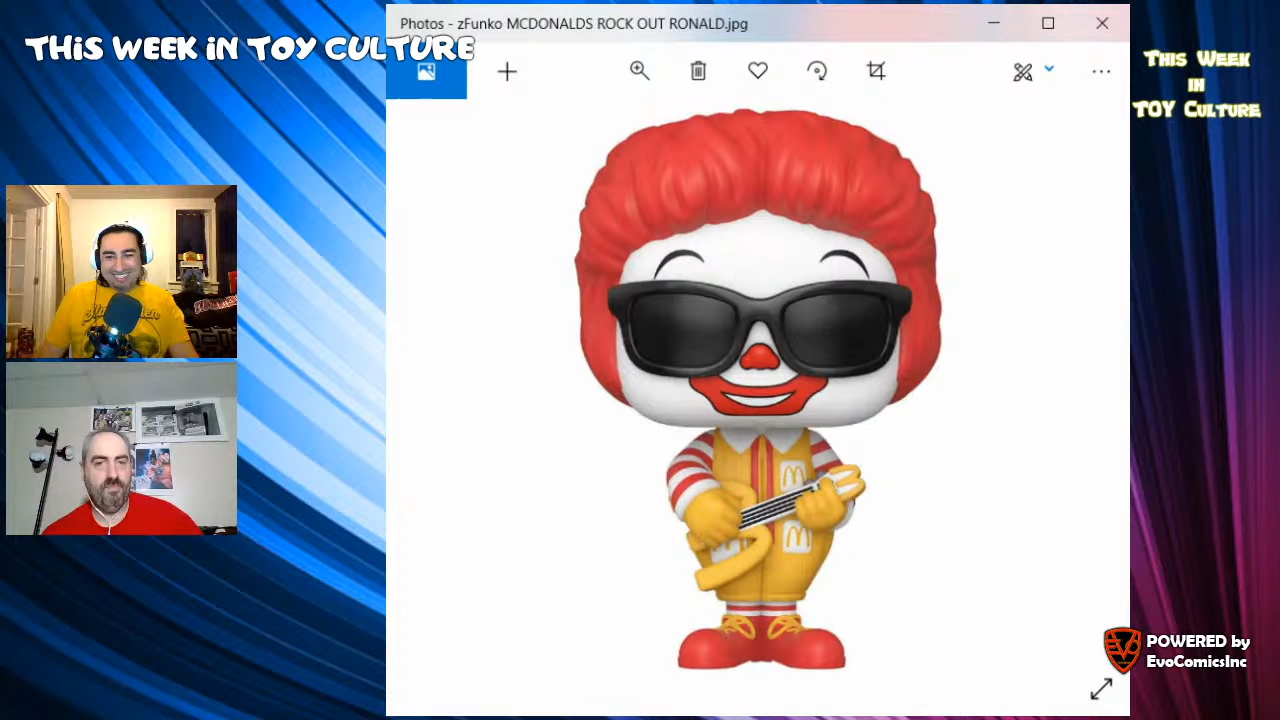 Photos - zFunko MCDONALDS ROCK OUT RONALD.jpg
THiS WEEK iN TOY CULTURE
This Week
in
TOY Culture
POWERED by
EvoComicsInc